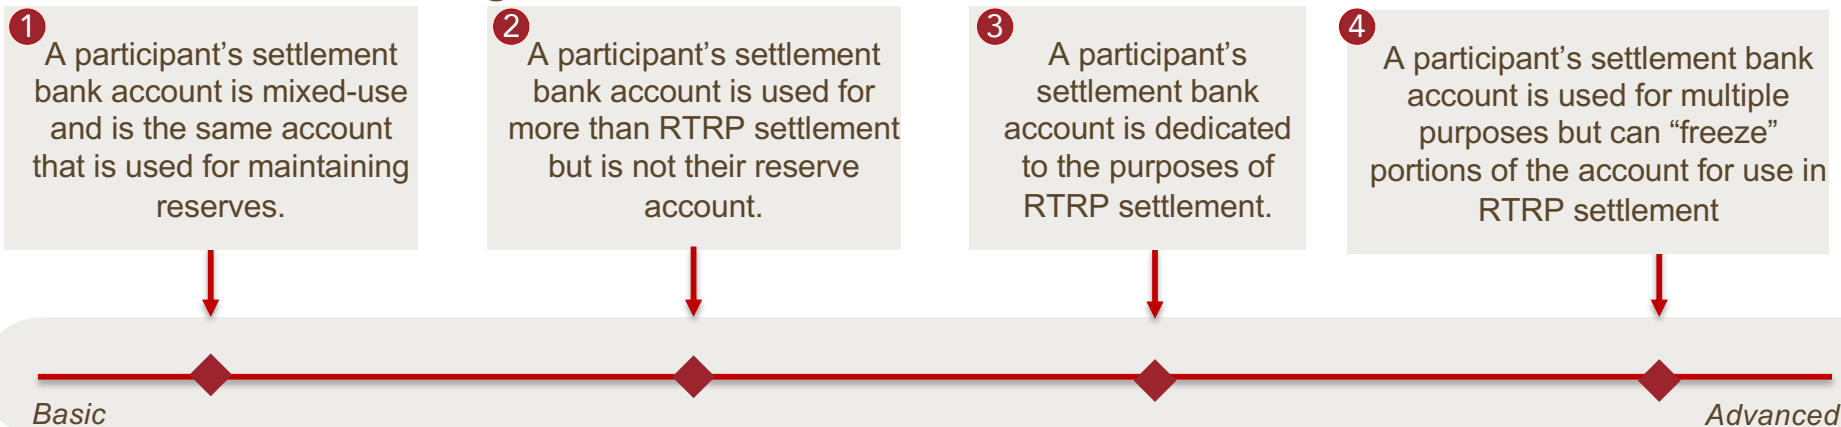 1
A participant’s settlement
bank account is mixed-use
and is the same account
that is used for maintaining
reserves.
2
A participant’s settlement
bank account is used for
more than RTRP settlement
but is not their reserve
account.
3
A participant’s
settlement bank
account is dedicated
to the purposes of
RTRP settlement.
4
A participant’s settlement bank
account is used for multiple
purposes but can “freeze”
portions of the account for use in
RTRP settlement
Basic
Advanced